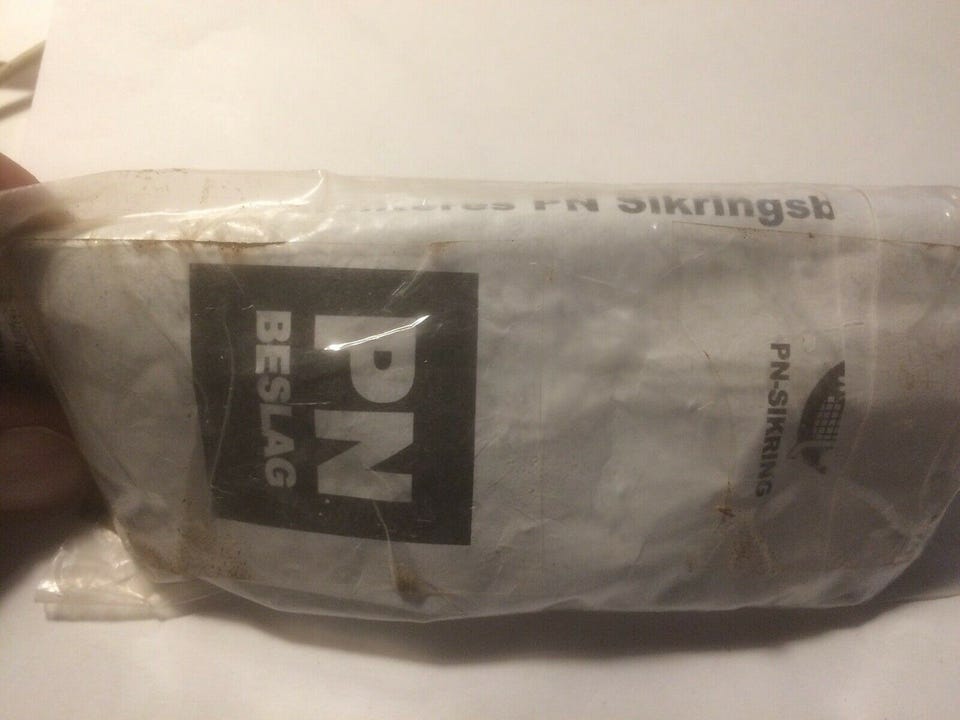 PN Sikringsb
PN
BESLAG
PN-SIKRING